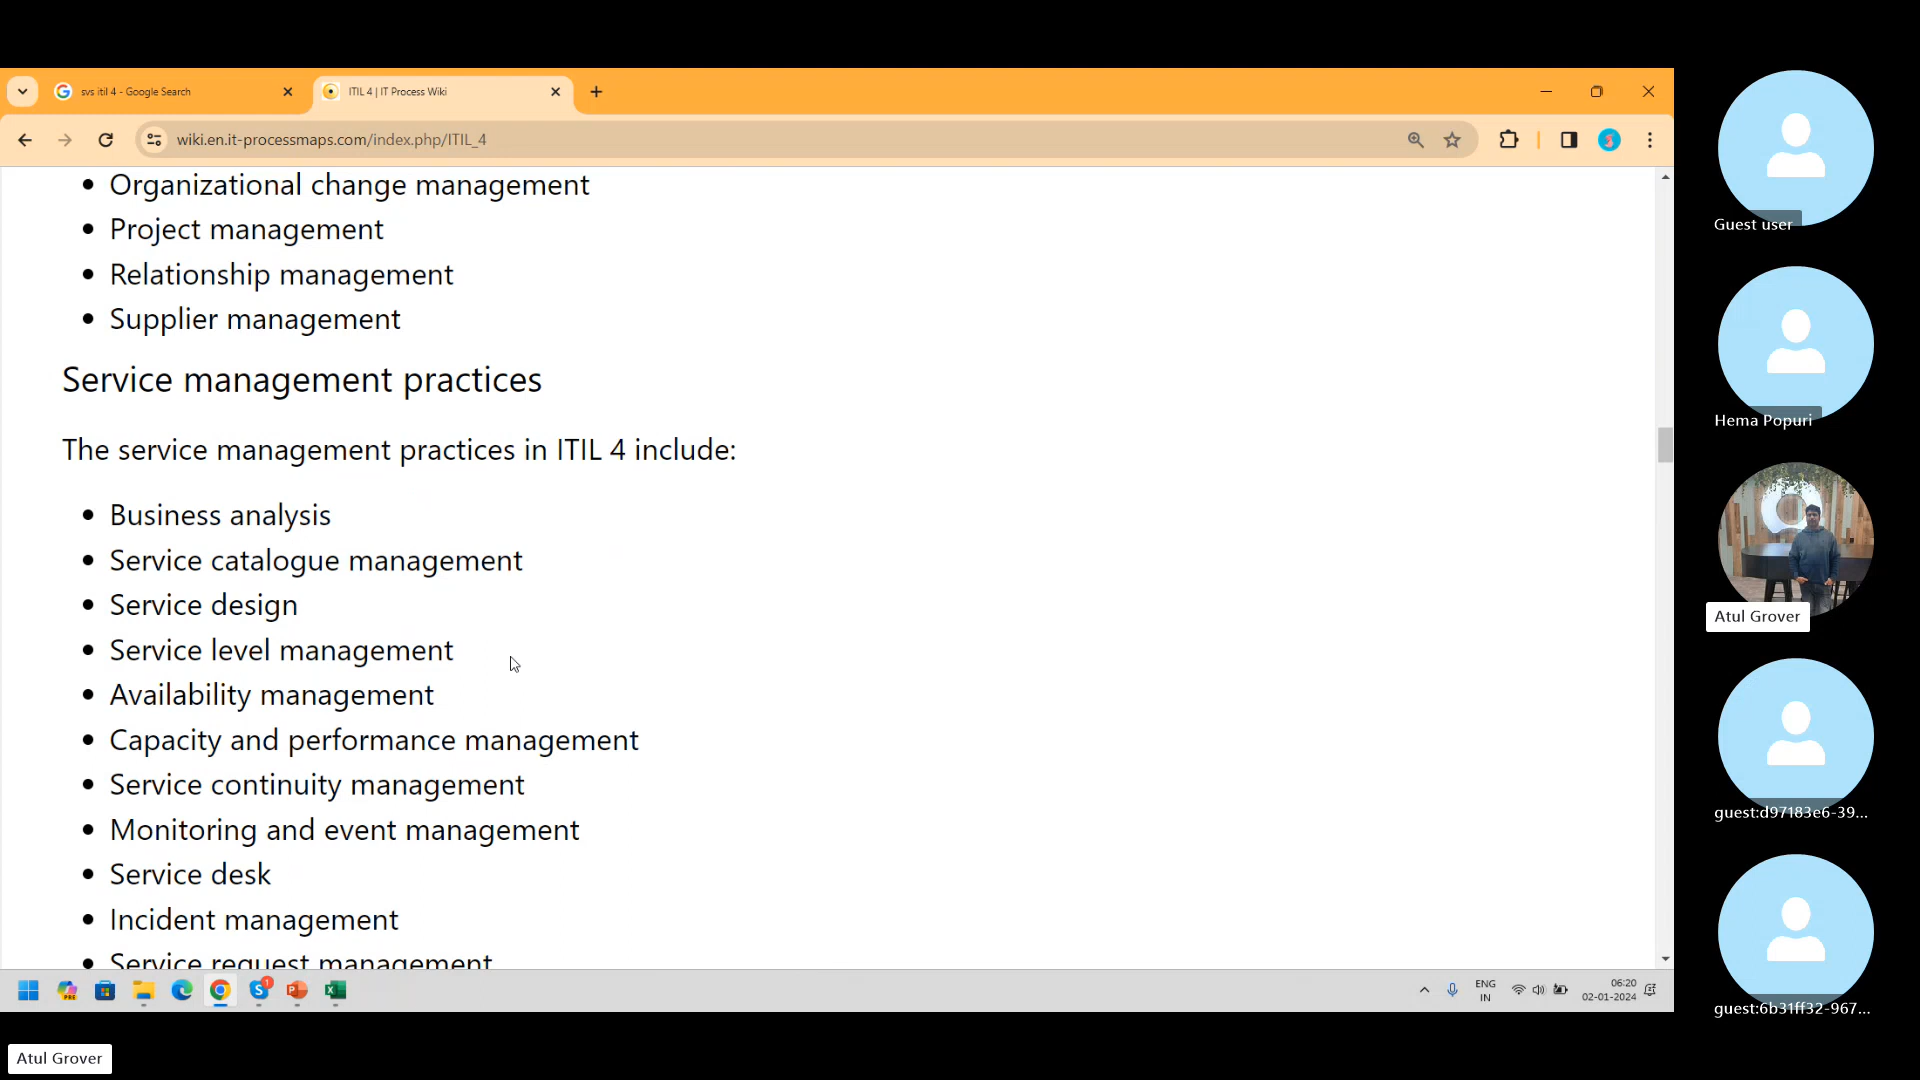 svs itil 4 - Google Search
ITIL 4 | IT Process Wiki
wiki.en.it-processmaps.com/index.php/ITIL_4
Organizational change management
Project management
Relationship management
Supplier management
Service management practices
The service management practices in ITIL 4 include:
Business analysis
Service catalogue management
Service design
Service level management
Availability management
Capacity and performance management
Service continuity management
Monitoring and event management
Service desk
Incident management
Service request management
ENG
IN
06:20
02-01-2024
Guest user
Hema Popuri
Atul Grover
guest:d97183e6-39...
guest:6b31ff32-967...
Atul Grover